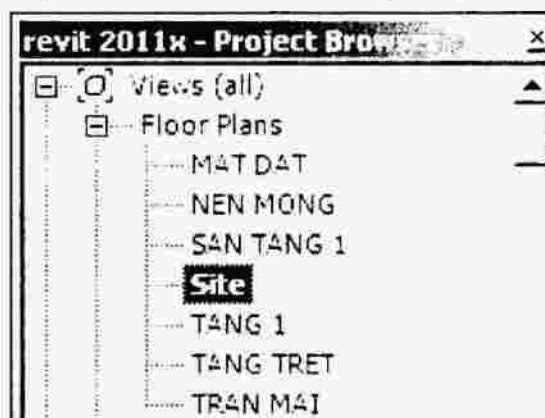 revit 2011x - Project Brow
Views (all)
Floor Plans
MAT DAT
NEN MONG
SAN TANG 1
Site
TANG 1
TANG TRET
TRAN MAI